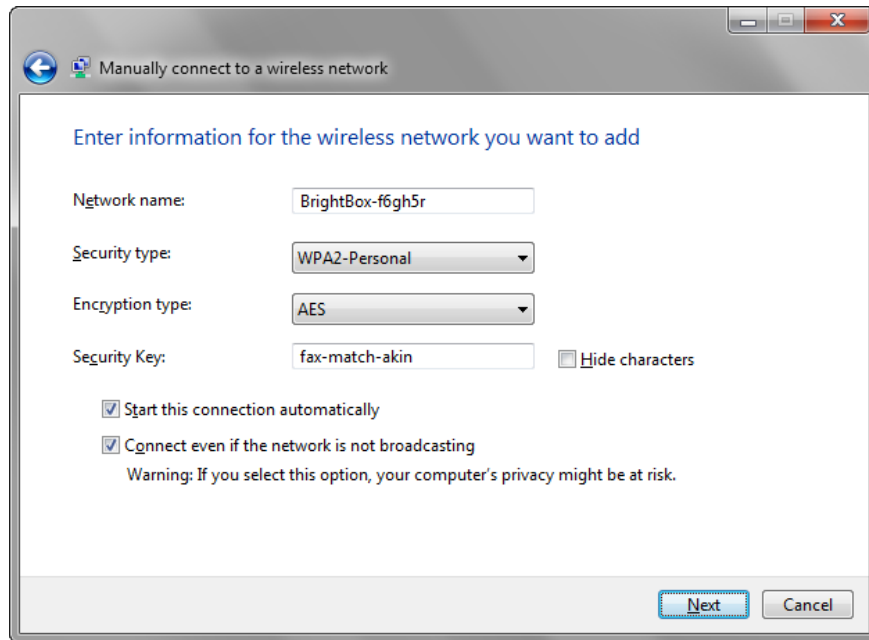 Manually connect to a wireless network
Enter information for the wireless network you want to add
Network name: BrightBox-f6gh5r
Security type: WPA2-Personal
Encryption type: AES
Security Key: fax-match-akin Hide characters
Start this connection automatically
Connect even if the network is not broadcasting
Warning: If you select this option, your computer's privacy might be at risk.
Next Cancel